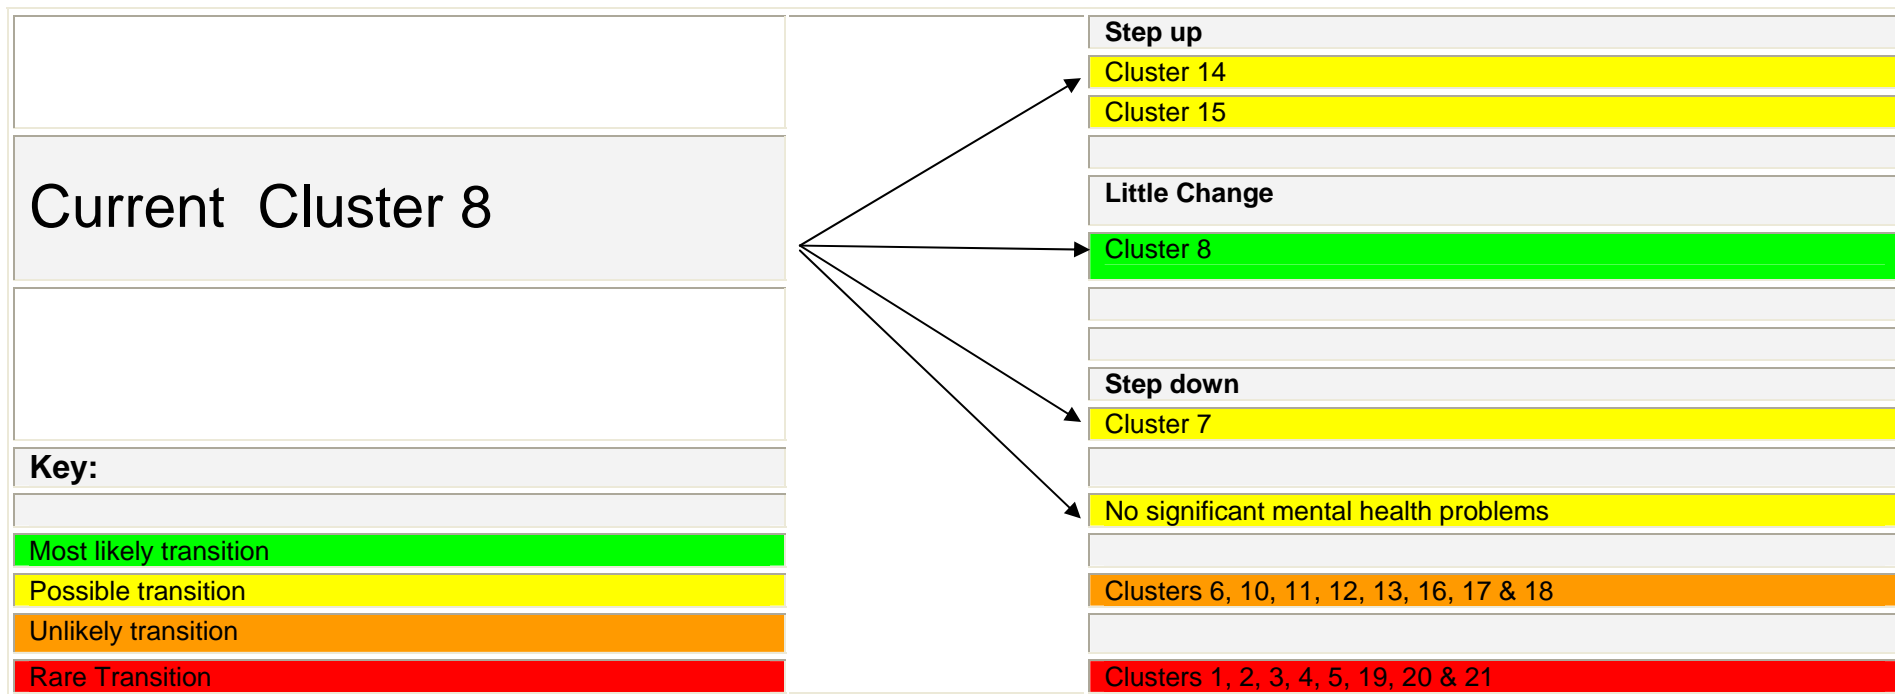 Current  Cluster 8
Key:
Most likely transition
Possible transition
Unlikely transition
Rare Transition
Step up
Cluster 14
Cluster 15
Little Change
Cluster 8
Step down
Cluster 7
No significant mental health problems
Clusters 6, 10, 11, 12, 13, 16, 17 & 18
Clusters 1, 2, 3, 4, 5, 19, 20 & 21